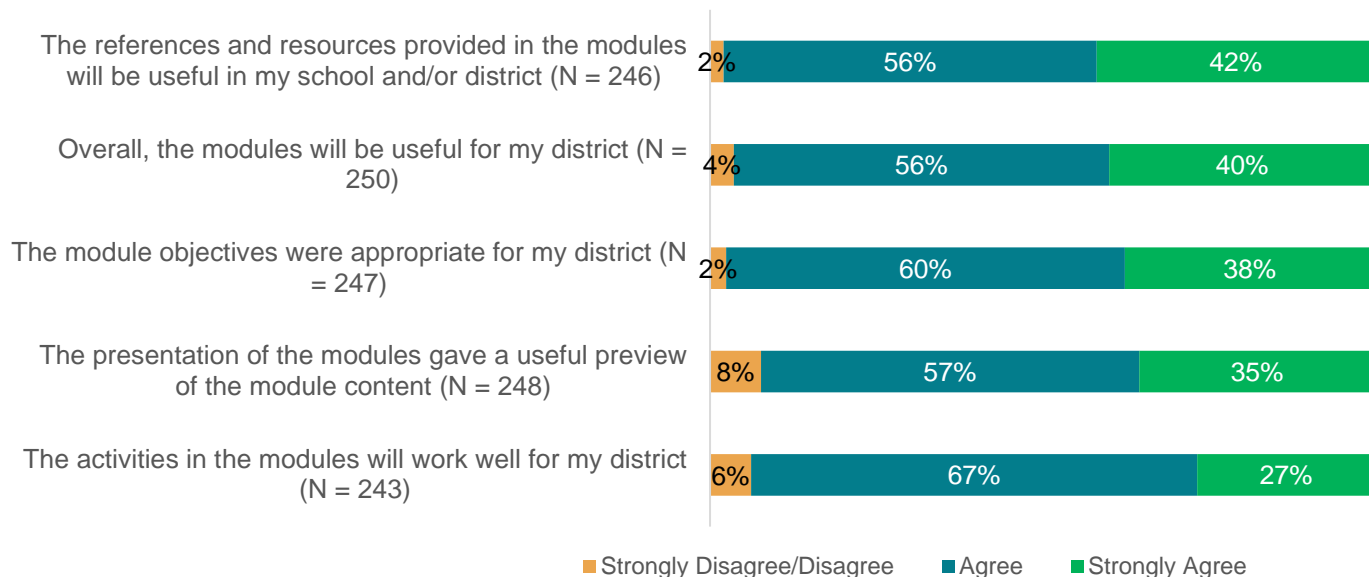 The references and resources provided in the modules
will be useful in my school and/or district (N = 246)
2% 56% 42%
Overall, the modules will be useful for my district (N =
250)
4% 56% 40%
The module objectives were appropriate for my district (N
= 247)
2% 60% 38%
The presentation of the modules gave a useful preview
of the module content (N = 248)
8% 57% 35%
The activities in the modules will work well for my district
(N = 243)
6% 67% 27%
Strongly Disagree/Disagree Agree Strongly Agree